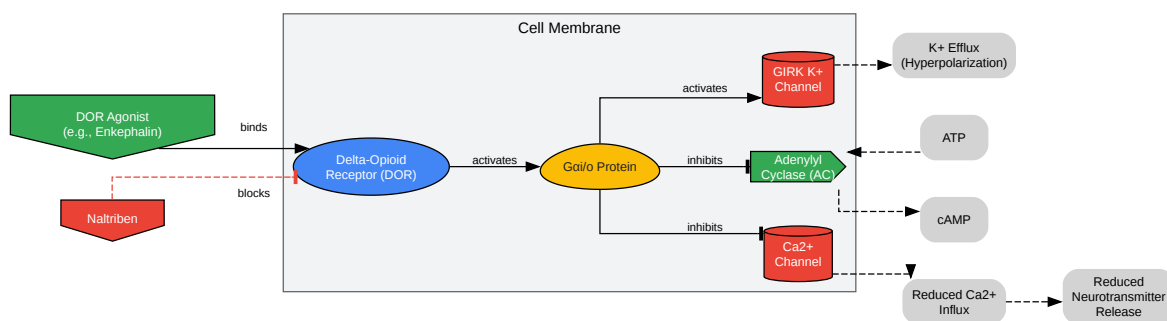 Cell Membrane
DOR Agonist
(e.g., Enkephalin)
binds
Naltriben
blocks
Delta-Opioid
Receptor (DOR)
activates
Gαi/o Protein
activates
inhibits
inhibits
GIRK K+
Channel
Adenylyl
Cyclase (AC)
Ca2+
Channel
K+ Efflux
(Hyperpolarization)
ATP
cAMP
Reduced Ca2+
Influx
Reduced
Neurotransmitter
Release